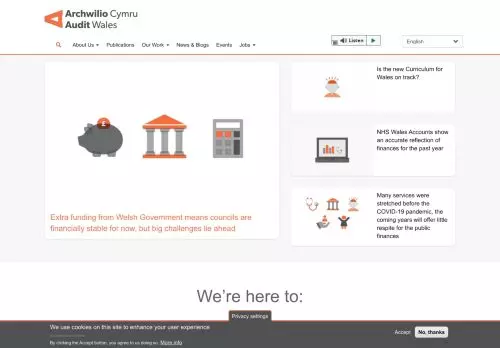 Archwilio Cymru
Audit Wales
About Us
Publications
Our Work
News & Blogs
Events
Jobs
Listen
English
£
Extra funding from Welsh Government means councils are
financially stable for now, but big challenges lie ahead
Is the new Curriculum for
Wales on track?
NHS Wales Accounts show
an accurate reflection of
finances for the past year
Many services were
stretched before the
COVID-19 pandemic, the
coming years will offer little
respite for the public
finances
We're here to:
Privacy settings
We use cookies on this site to enhance your user experience
By clicking the Accept button, you agree to us doing so. More info
Accept
No, thanks